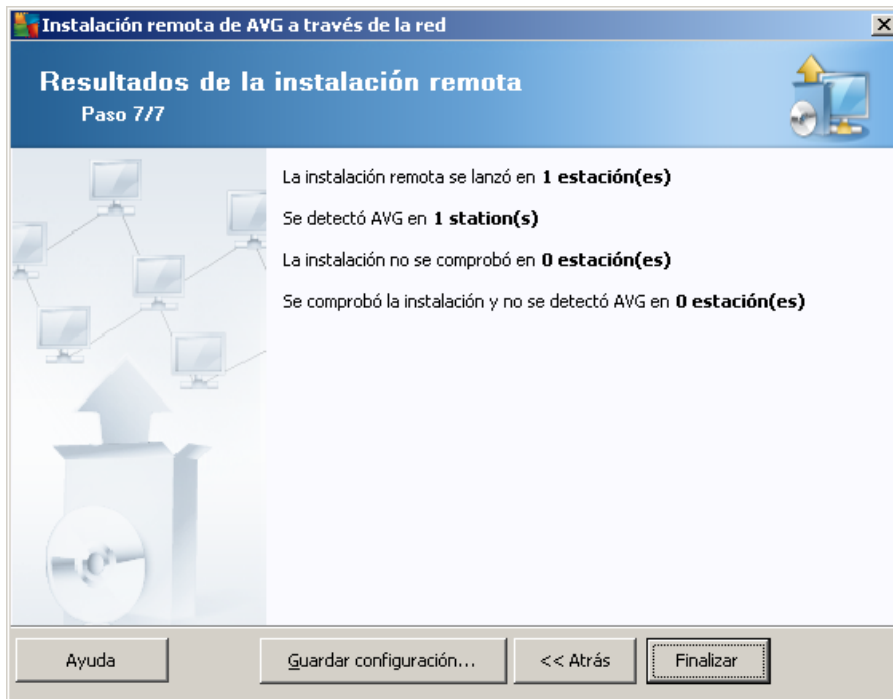 Instalación remota de AVG a través de la red
Resultados de la instalación remota
Paso 7/7
La instalación remota se lanzó en 1 estación(es)
Se detectó AVG en 1 station(s)
La instalación no se comprobó en 0 estación(es)
Se comprobó la instalación y no se detectó AVG en 0 estación(es)
Ayuda
Guardar configuración...
<< Atrás
Finalizar